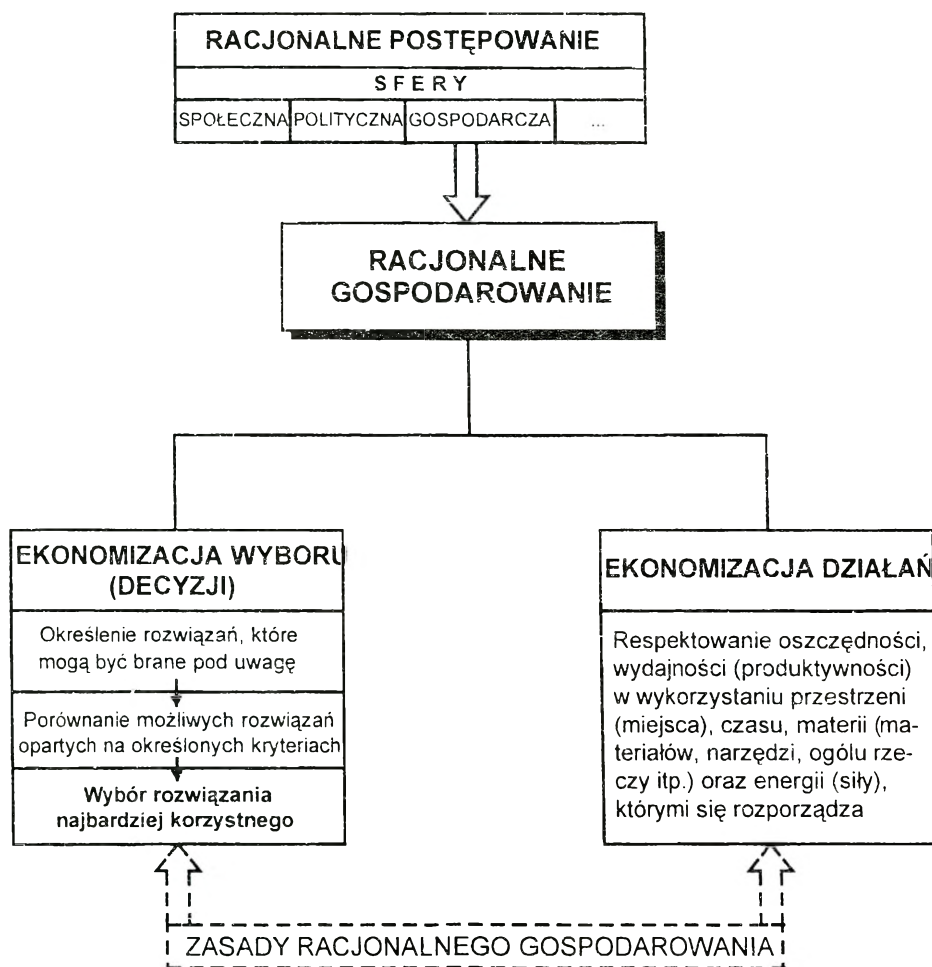 RACJONALNE POSTĘPOWANIE
SFERY
SPOŁECZNA POLITYCZNA GOSPODARCZA ...
RACJONALNE
GOSPODAROWANIE
EKONOMIZACJA WYBORU
(DECYZJI)
Określenie rozwiązań, które
mogą być brane pod uwagę
Porównanie możliwych rozwiązań
opartych na określonych kryteriach
Wybór rozwiązania
najbardziej korzystnego
EKONOMIZACJA DZIAŁAŃ
Respektowanie oszczędności,
wydajności (produktywności)
w wykorzystaniu przestrzeni
(miejsca), czasu, materii (ma-
teriałów, narzędzi, ogólu rze-
czy itp.) oraz energii (siły),
którymi się rozporządza
ZASADY RACJONALNEGO GOSPODAROWANIA